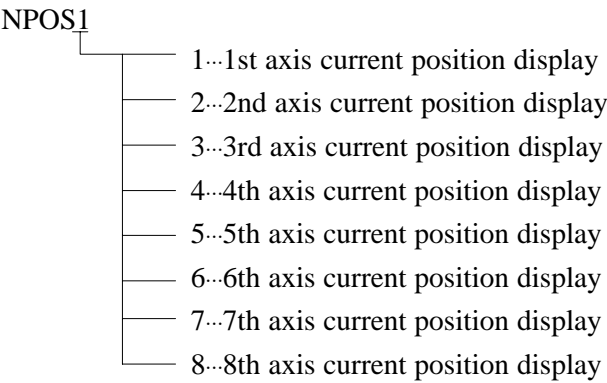 NPOS1
1···1st axis current position display
2···2nd axis current position display
3···3rd axis current position display
4···4th axis current position display
5···5th axis current position display
6···6th axis current position display
7···7th axis current position display
8···8th axis current position display